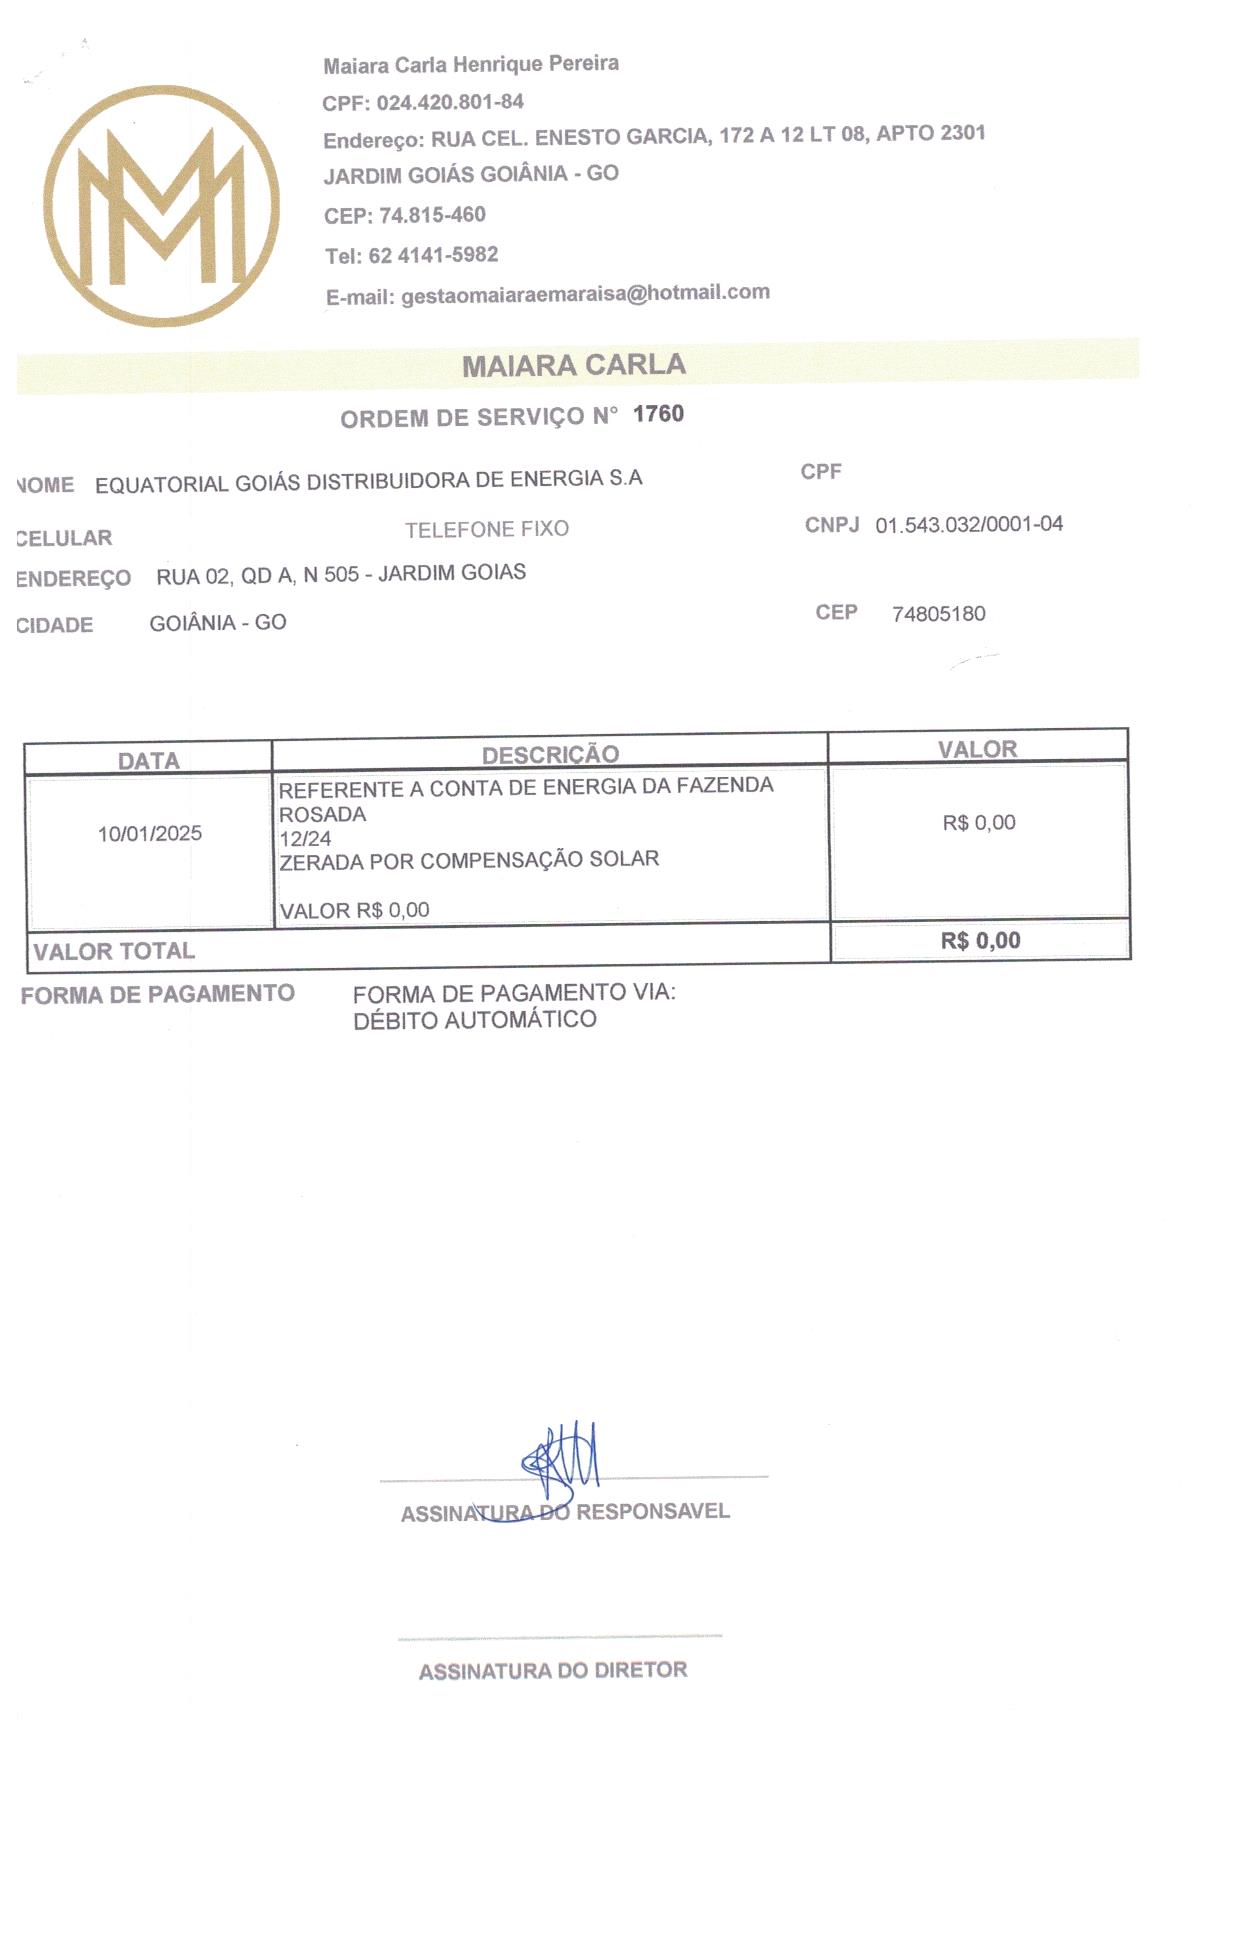 Maiara Carla Henrique Pereira
CPF: 024.420.801-84
Endereço: RUA CEL. ENESTO GARCIA, 172 A 12 LT 08, APTO 2301
JARDIM GOIÁS GOIÂNIA - GO
CEP: 74.815-460
Tel: 62 4141-5982
E-mail: gestaomaiaraemaraisa@hotmail.com
MAIARA CARLA
ORDEM DE SERVIÇO N° 1760
NOME EQUATORIAL GOIÁS DISTRIBUIDORA DE ENERGIA S.A CPF
CELULAR TELEFONE FIXO CNPJ 01.543.032/0001-04
ENDEREÇO RUA 02, QD A, N 505 - JARDIM GOIAS
CIDADE GOIÂNIA - GO CEP 74805180
DATA DESCRIÇÃO VALOR
REFERENTE A CONTA DE ENERGIA DA FAZENDA
ROSADA
10/01/2025 12/24 R$ 0,00
ZERADA POR COMPENSAÇÃO SOLAR
VALOR R$ 0,00
VALOR TOTAL R$ 0,00
FORMA DE PAGAMENTO FORMA DE PAGAMENTO VIA:
DÉBITO AUTOMÁTICO
ASSINATURA DO RESPONSAVEL
ASSINATURA DO DIRETOR